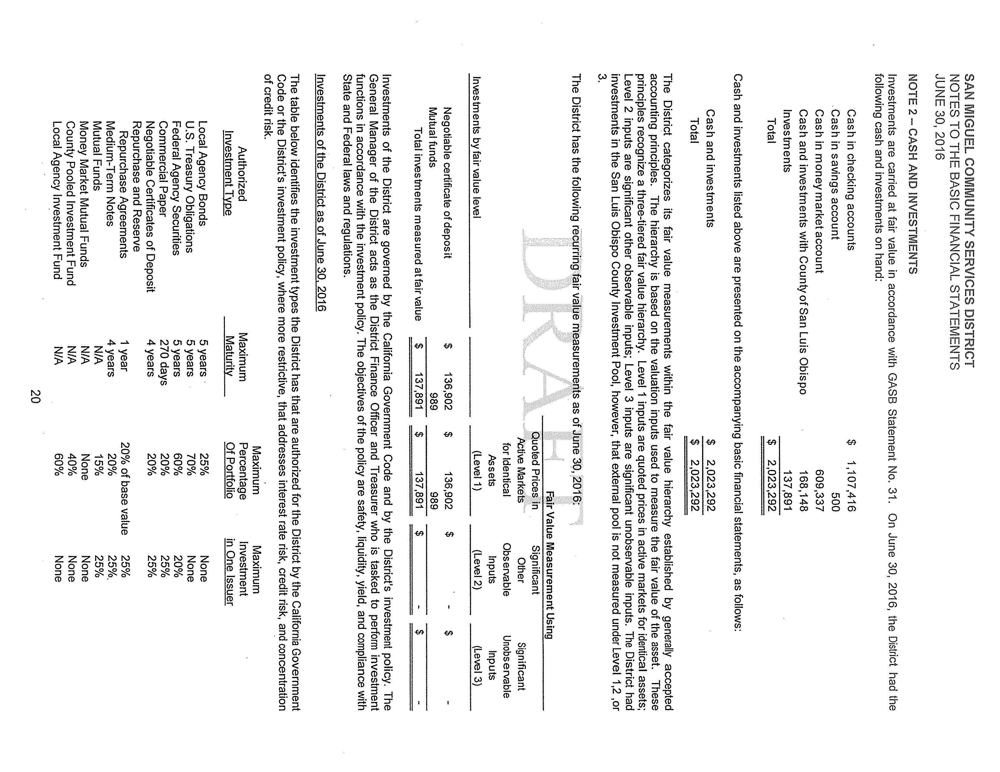 SAN MIGUEL COMMUNITY SERVICES DISTRICT
NOTES TO THE BASIC FINANCIAL STATEMENTS
JUNE 30, 2016
NOTE 2 – CASH AND INVESTMENTS
Investments are carried at fair value in accordance with GASB Statement No. 31. On June 30, 2016, the District had the
following cash and investments on hand:
Cash in checking accounts $ 1,107,416
Cash in savings account 500
Cash in money market account 609,337
Cash and investments with County of San Luis Obispo 168,148
Investments 137,891
Total $ 2,023,292
Cash and investments listed above are presented on the accompanying basic financial statements, as follows:
Cash and investments $ 2,023,292
Total $ 2,023,292
The District categorizes its fair value measurements within the fair value hierarchy established by generally accepted
accounting principles. The hierarchy is based on the valuation inputs used to measure the fair value of the asset. These
principles recognize a three-tiered fair value hierarchy. Level 1 inputs are quoted prices in active markets for identical assets;
Level 2 inputs are significant other observable inputs; Level 3 inputs are significant unobservable inputs. The District had
investments in the San Luis Obispo County Investment Pool, however, that external pool is not measured under Level 1,2 ,or
3.
The District has the following recurring fair value measurements as of June 30, 2016:
DRAFT
Fair Value Measurement Using
Quoted Prices in Significant
Active Markets Other Significant
for Identical Observable Unobservable
Assets Inputs Inputs
Investments by fair value level (Level 1) (Level 2) (Level 3)
Negotiable certificate of deposit $ 136,902 $ 136,902 $ - $ -
Mutual funds 989 989
Total investments measured at fair value $ 137,891 $ 137,891 $ - $ -
Investments of the District are governed by the California Government Code and by the District's investment policy. The
General Manager of the District acts as the District Finance Officer and Treasurer who is tasked to perform investment
functions in accordance with the investment policy. The objectives of the policy are safety, liquidity, yield, and compliance with
State and Federal laws and regulations.
Investments of the District as of June 30, 2016
The table below identifies the investment types the District has that are authorized for the District by the California Government
Code or the District's investment policy, where more restrictive, that addresses interest rate risk, credit risk, and concentration
of credit risk.
Maximum Maximum
Authorized Maximum Percentage Investment
Investment Type Maturity Of Portfolio in One Issuer
Local Agency Bonds 5 years 25% None
U.S. Treasury Obligations 5 years 70% None
Federal Agency Securities 5 years 60% 20%
Commercial Paper 270 days 20% 25%
Negotiable Certificates of Deposit 4 years 20% 25%
Repurchase and Reserve
Repurchase Agreements 1 year 20% of base value 25%
Medium-Term Notes 4 years 20% 25%
Mutual Funds N/A 15% 25%
Money Market Mutual Funds N/A None None
County Pooled Investment Fund N/A 40% None
Local Agency Investment Fund N/A 60% None
20